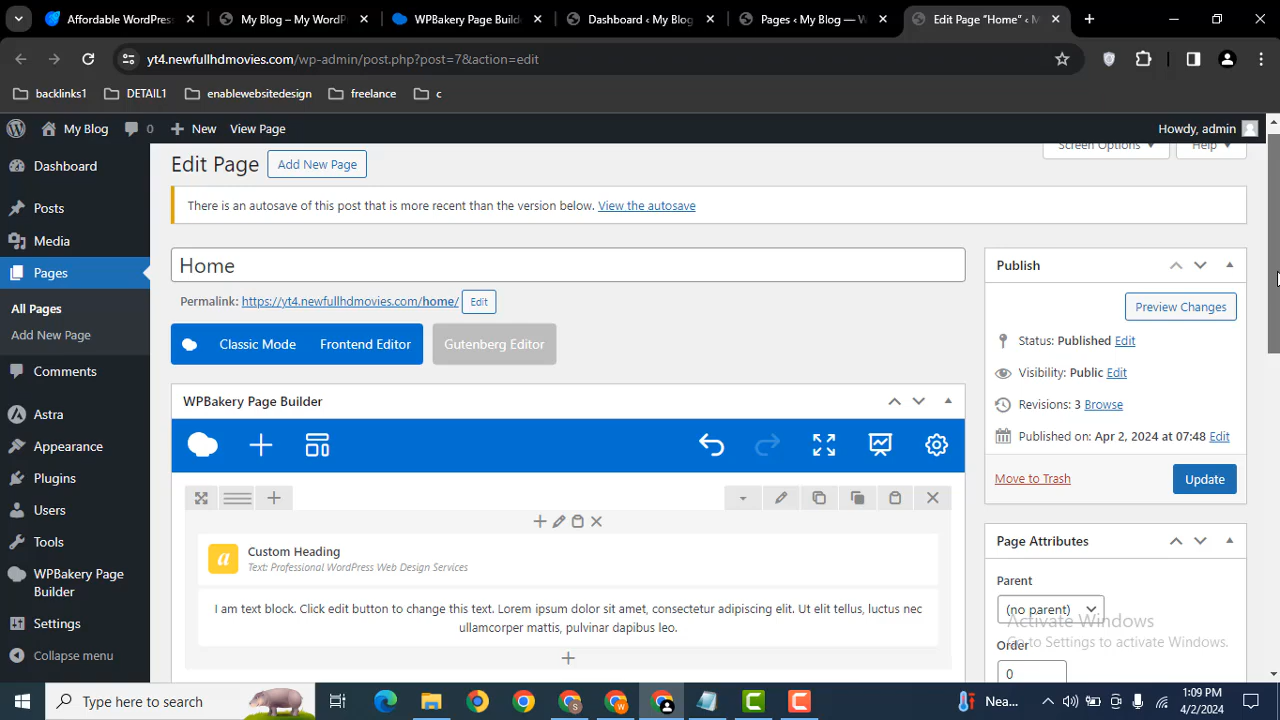 Affordable WordPress
My Blog – My WordP
WPBakery Page Build
Dashboard ‹ My Blog
Pages ‹ My Blog — W
Edit Page "Home" ‹ M
yt4.newfullhdmovies.com/wp-admin/post.php?post=7&action=edit
backlinks1
DETAIL1
enablewebsitedesign
freelance
c
My Blog
0
New
View Page
Howdy, admin
Dashboard
Posts
Media
Pages
All Pages
Add New Page
Comments
Astra
Appearance
Plugins
Users
Tools
WPBakery Page
Builder
Settings
Collapse menu
Screen Options
Help
Edit Page
Add New Page
There is an autosave of this post that is more recent than the version below. View the autosave
Home
Permalink: https://yt4.newfullhdmovies.com/home/ Edit
Classic Mode
Frontend Editor
Gutenberg Editor
WPBakery Page Builder
a
Custom Heading
Text: Professional WordPress Web Design Services
I am text block. Click edit button to change this text. Lorem ipsum dolor sit amet, consectetur adipiscing elit. Ut elit tellus, luctus nec
ullamcorper mattis, pulvinar dapibus leo.
Publish
Preview Changes
Status: Published Edit
Visibility: Public Edit
Revisions: 3 Browse
Published on: Apr 2, 2024 at 07:48 Edit
Move to Trash
Update
Page Attributes
Parent
(no parent)
Order
0
Activate Windows
Go to Settings to activate Windows.
Type here to search
S
W
C
C
Nea...
1:09 PM
4/2/2024